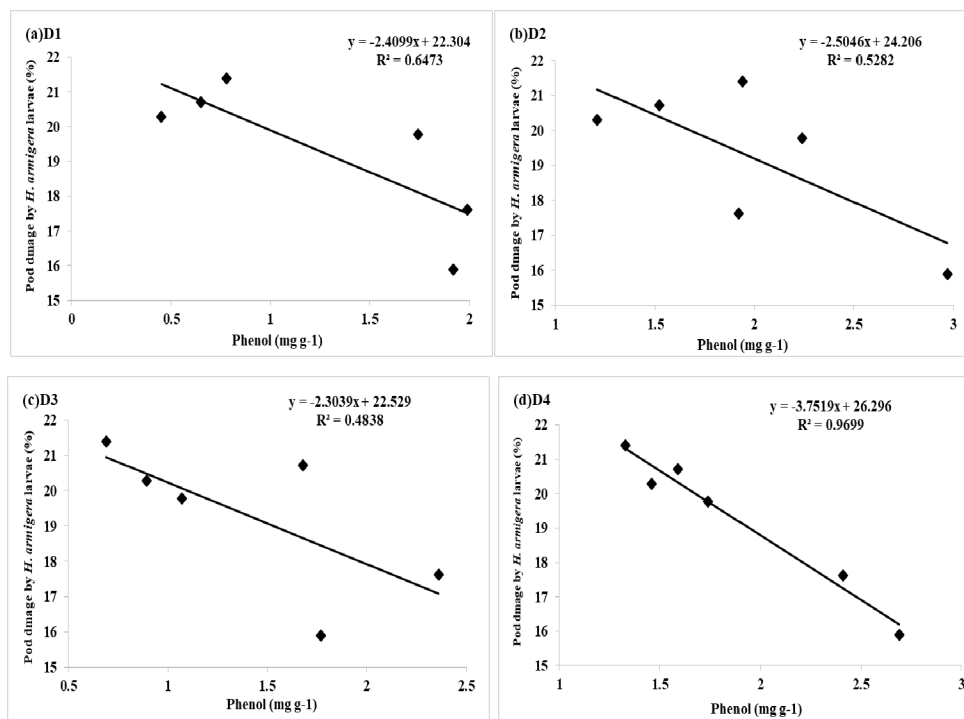 (a)D1
y = -2.4099x + 22.304
R² = 0.6473
Pod dmage by H. armigera larvae (%)
22
21
20
19
18
17
16
15
0
0.5
1
1.5
2
Phenol (mg g-1)
(b)D2
y = -2.5046x + 24.206
R² = 0.5282
Pod dmage by H. armigera larvae (%)
22
21
20
19
18
17
16
15
1
1.5
2
2.5
3
Phenol (mg g-1)
(c)D3
y = -2.3039x + 22.529
R² = 0.4838
Pod dmage by H. armigera larvae (%)
22
21
20
19
18
17
16
15
0.5
1
1.5
2
2.5
Phenol (mg g-1)
(d)D4
y = -3.7519x + 26.296
R² = 0.9699
Pod dmage by H. armigera larvae (%)
22
21
20
19
18
17
16
15
1
1.5
2
2.5
3
Phenol (mg g-1)